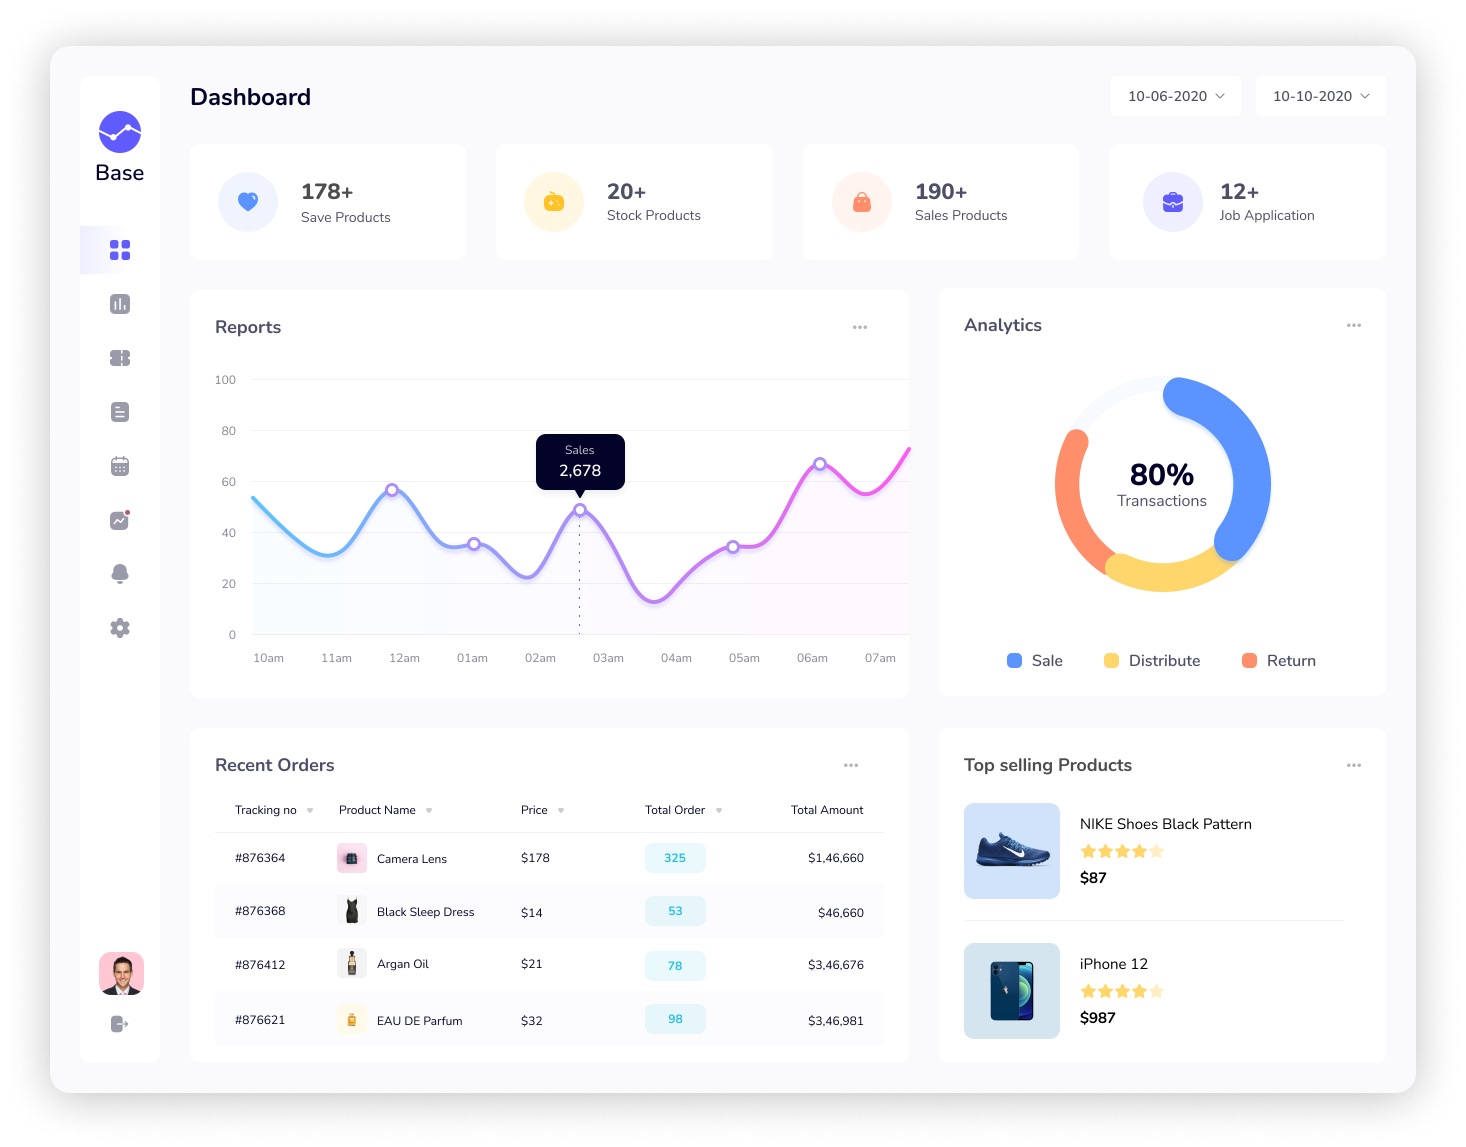 Base
Dashboard
10-06-2020
10-10-2020
178+
Save Products
20+
Stock Products
190+
Sales Products
12+
Job Application
Reports
100
80
60
40
20
0
Sales
2,678
10am 11am 12am 01am 02am 03am 04am 05am 06am 07am
Analytics
80%
Transactions
Sale Distribute Return
Recent Orders
Tracking no Product Name Price Total Order Total Amount
#876364 Camera Lens $178 325 $1,46,660
#876368 Black Sleep Dress $14 53 $46,660
#876412 Argan Oil $21 78 $3,46,676
#876621 EAU DE Parfum $32 98 $3,46,981
Top selling Products
NIKE Shoes Black Pattern
$87
iPhone 12
$987